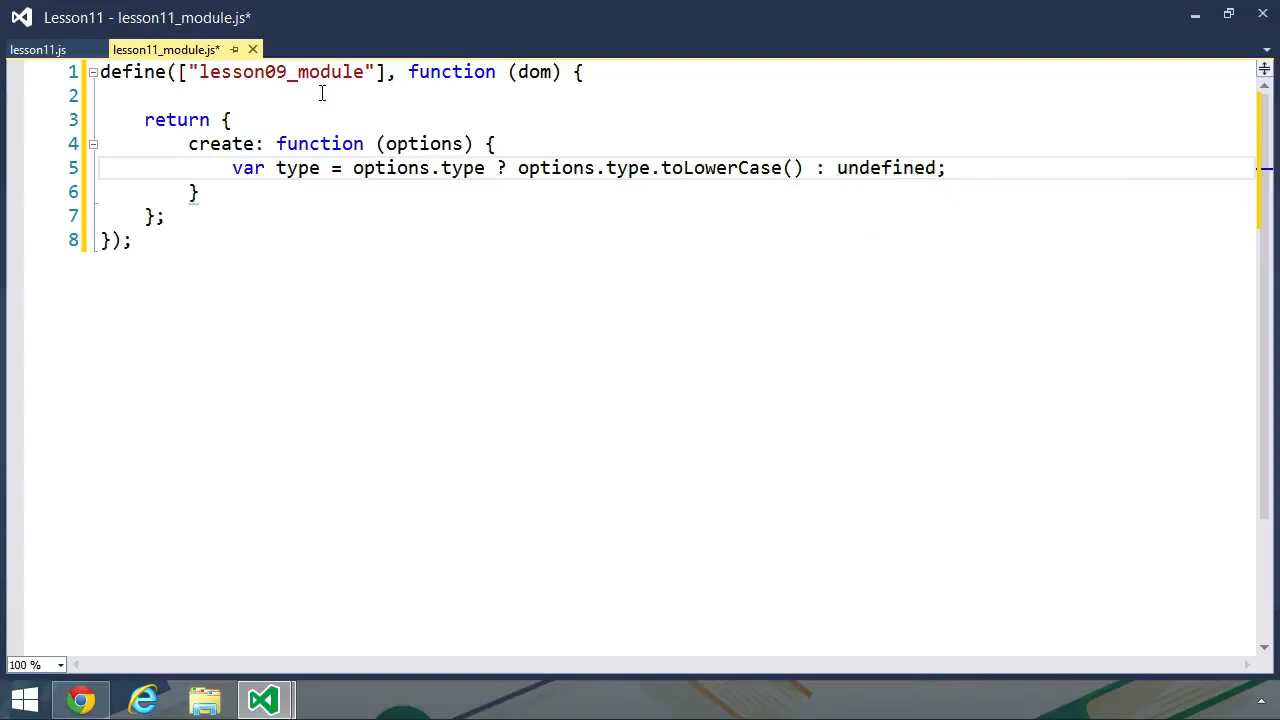 Lesson11 - lesson11_module.js*
lesson11.js
lesson11_module.js*
1 define(["lesson09_module"], function (dom) {
2
3 return {
4 create: function (options) {
5 var type = options.type ? options.type.toLowerCase() : undefined;
6 }
7 };
8 });
100 %